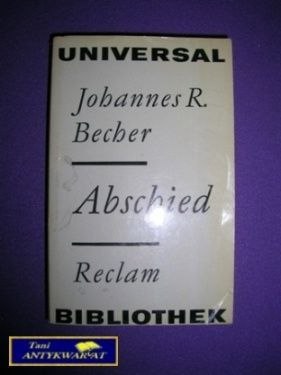 UNIVERSAL
Johannes R.
Becher
Abschied
Reclam
BIBLIOTHEK
Tani
ANTYKWARIAT